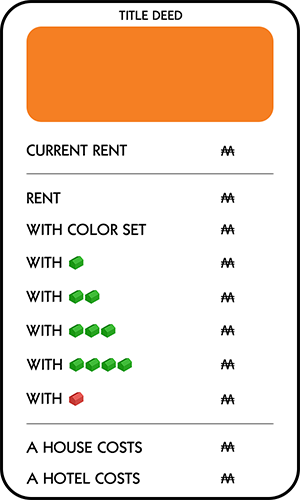 TITLE DEED
CURRENT RENT ₩
RENT ₩
WITH COLOR SET ₩
WITH ₩
WITH ₩
WITH ₩
WITH ₩
WITH ₩
A HOUSE COSTS ₩
A HOTEL COSTS ₩